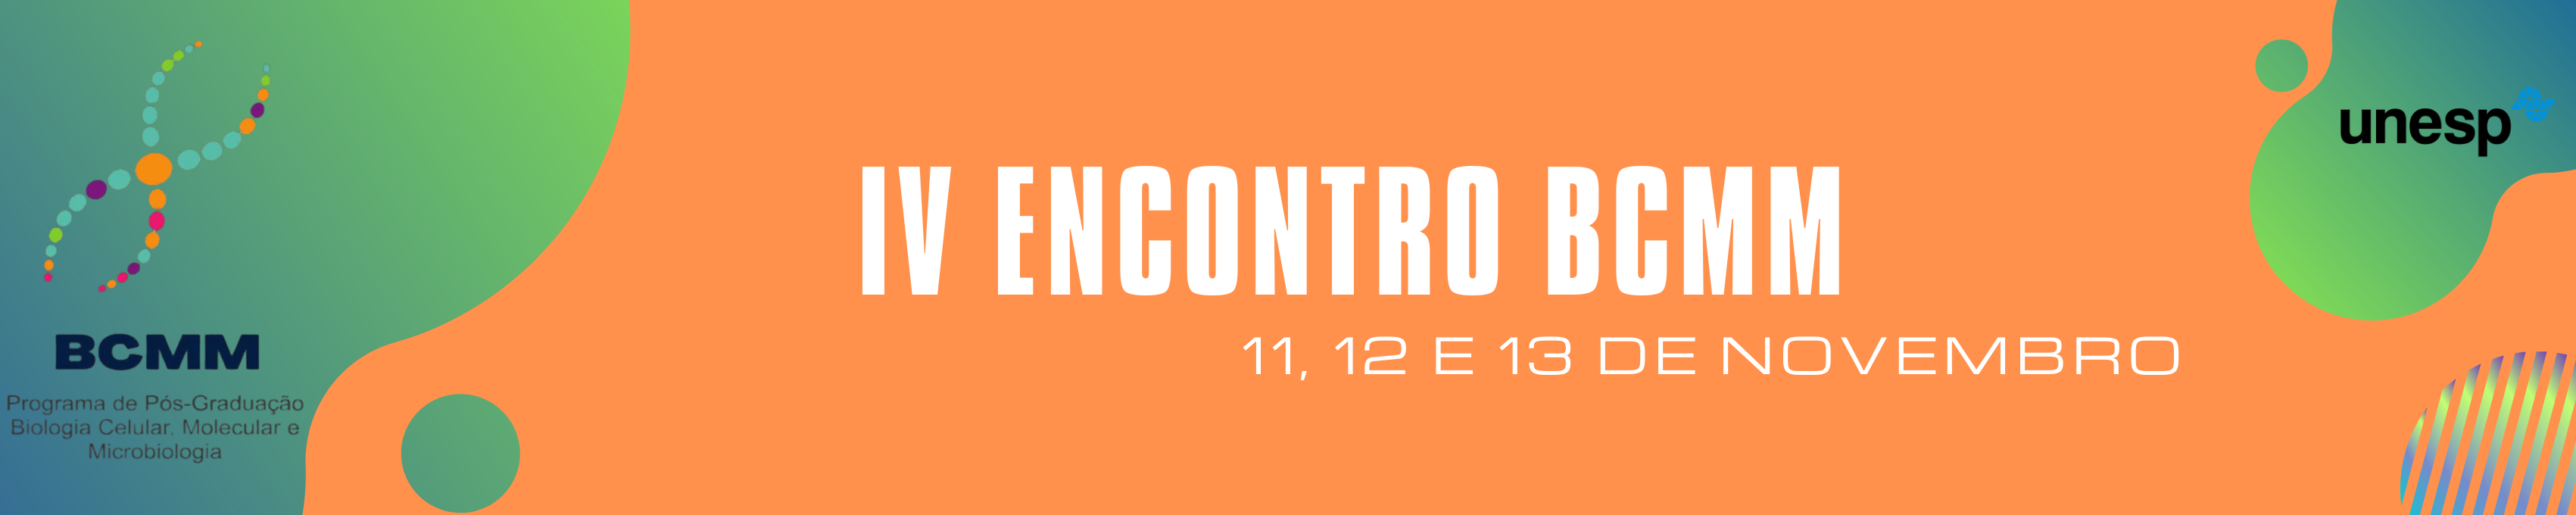 BCMM
Programa de Pós-Graduação
Biologia Celular, Molecular e
Microbiologia
IV ENCONTRO BCMM
11, 12 E 13 DE NOVEMBRO
unesp